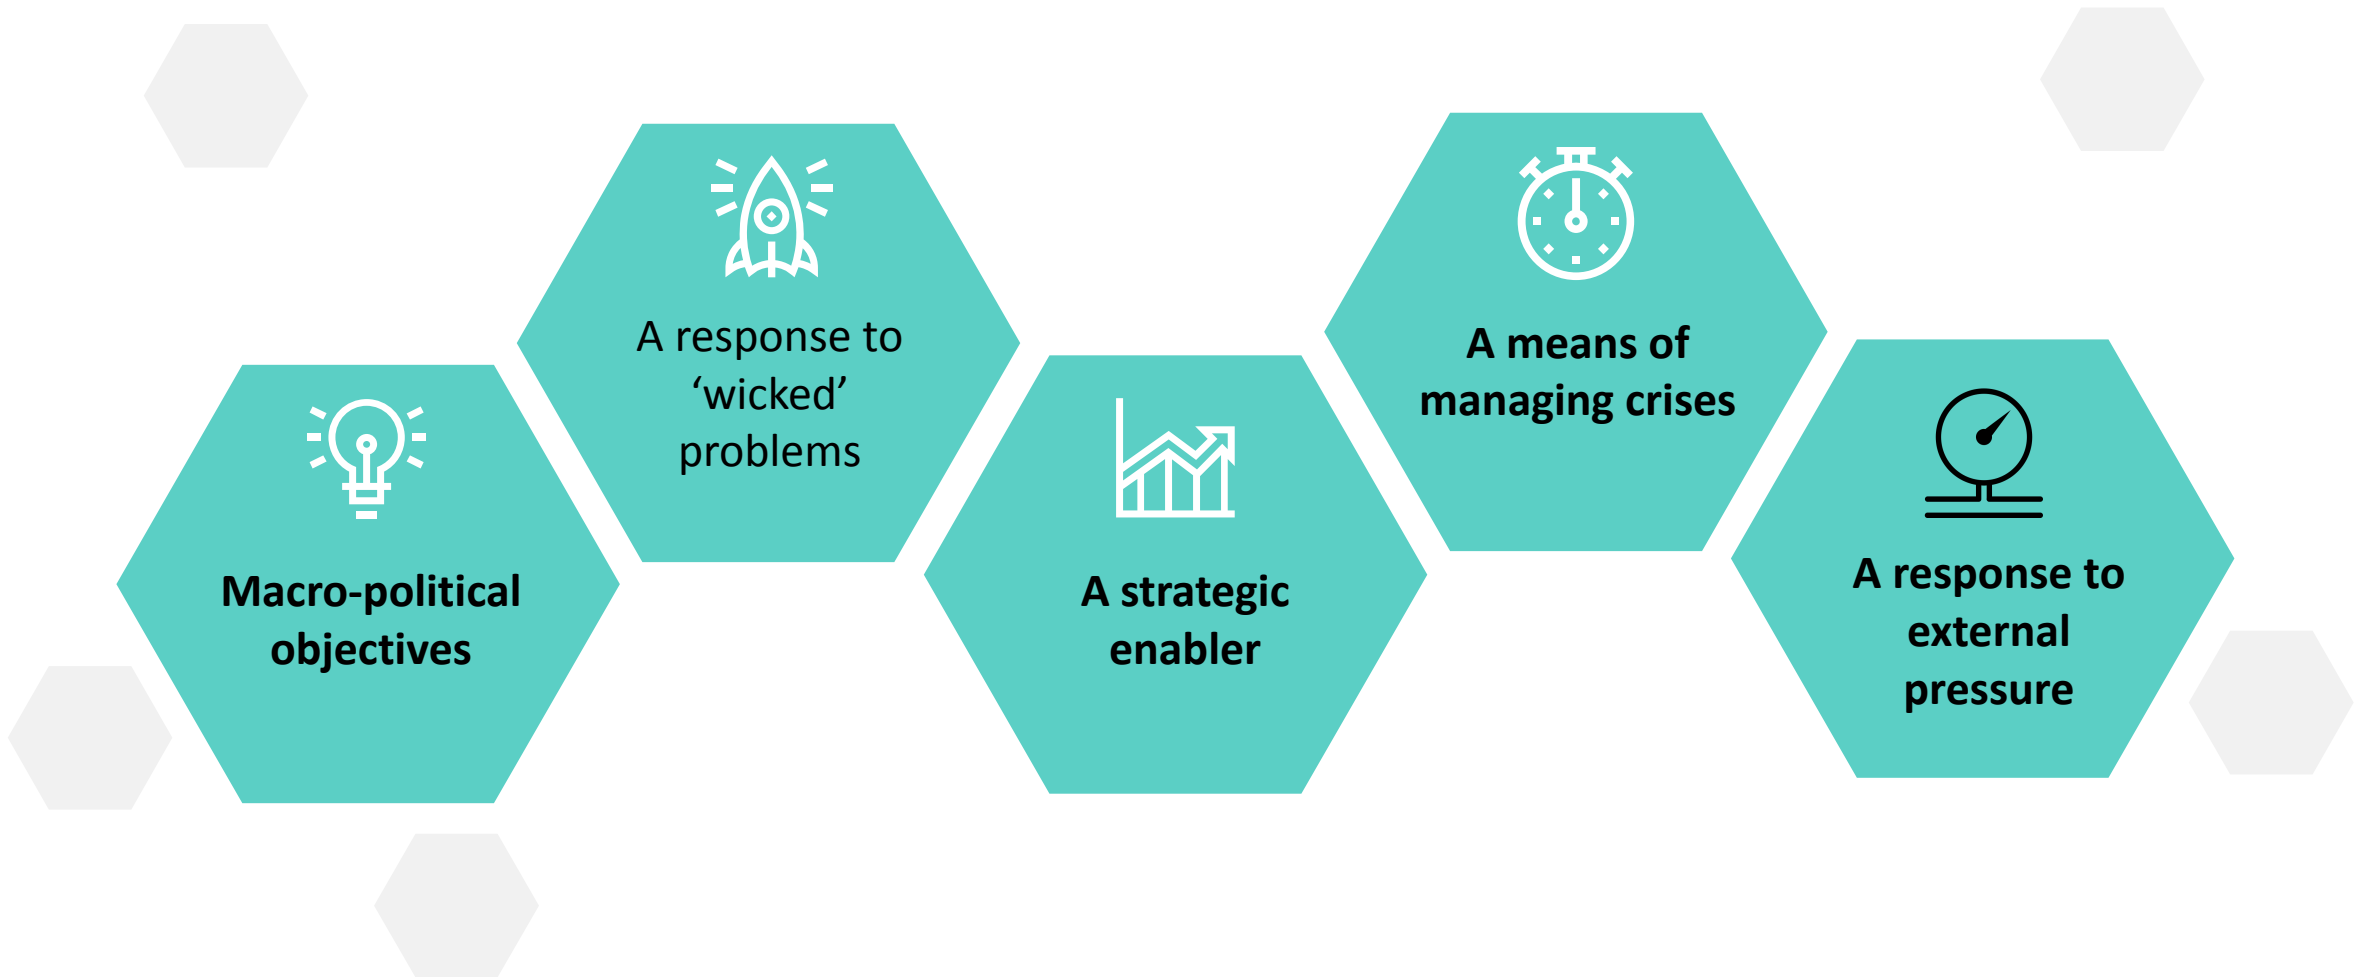 Macro-political
objectives
A response to
‘wicked’
problems
A strategic
enabler
A means of
managing crises
A response to
external
pressure